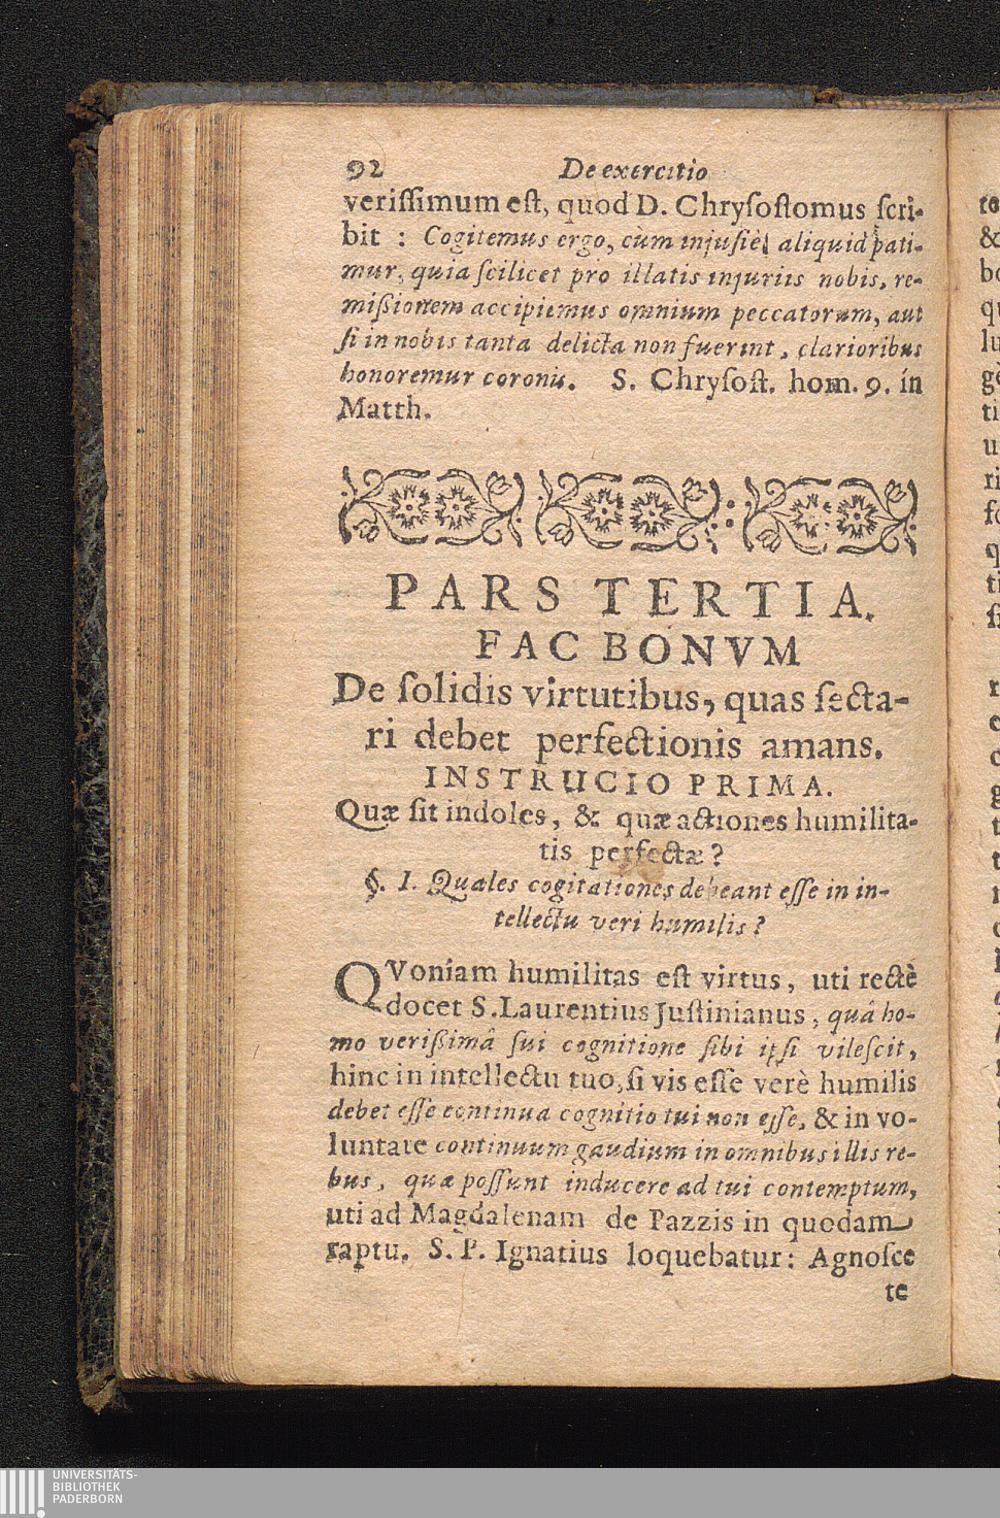 92 De exercitio
verissimum est, quod D. Chrysostomus scri-
bit : Cogitemus ergo, cùm injustè aliquid pati-
mur, quia scilicet pro illatis injuriis nobis, re-
missionem accipiemus omnium peccatorum, aut
si in nobis tanta delicta non fuerint, clarioribus
honoremur coronis. S. Chrysost. hom. 9. in
Matth.
PARS TERTIA.
FAC BONVM
De solidis virtutibus, quas secta-
ri debet perfectionis amans.
INSTRUCIO PRIMA.
Quæ sit indoles, & quæ actiones humilita-
tis perfectæ?
§. I. Quales cogitationes debeant esse in in-
tellectu veri humilis?
QVoniam humilitas est virtus, uti rectè
docet S. Laurentius Justinianus, quâ ho-
mo verissimâ sui cognitione sibi ipsi vilescit,
hinc in intellectu tuo, si vis esse verè humilis
debet esse continua cognitio tui non esse, & in vo-
luntate continuum gaudium in omnibus illis re-
bus, quæ possunt inducere ad tui contemptum,
uti ad Magdalenam de Pazzis in quodam
raptu. S. P. Ignatius loquebatur: Agnosce
te
UNIVERSITÄTS-
BIBLIOTHEK
PADERBORN